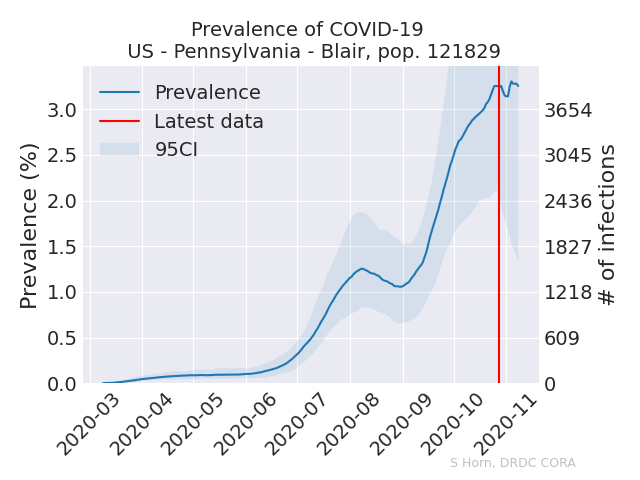 Prevalence of COVID-19
US - Pennsylvania - Blair, pop. 121829
Prevalence
Latest data
95CI
Prevalence (%)
3.0
2.5
2.0
1.5
1.0
0.5
0.0
3654
3045
2436
1827
1218
609
0
# of infections
2020-03
2020-04
2020-05
2020-06
2020-07
2020-08
2020-09
2020-10
2020-11
S Horn, DRDC CORA